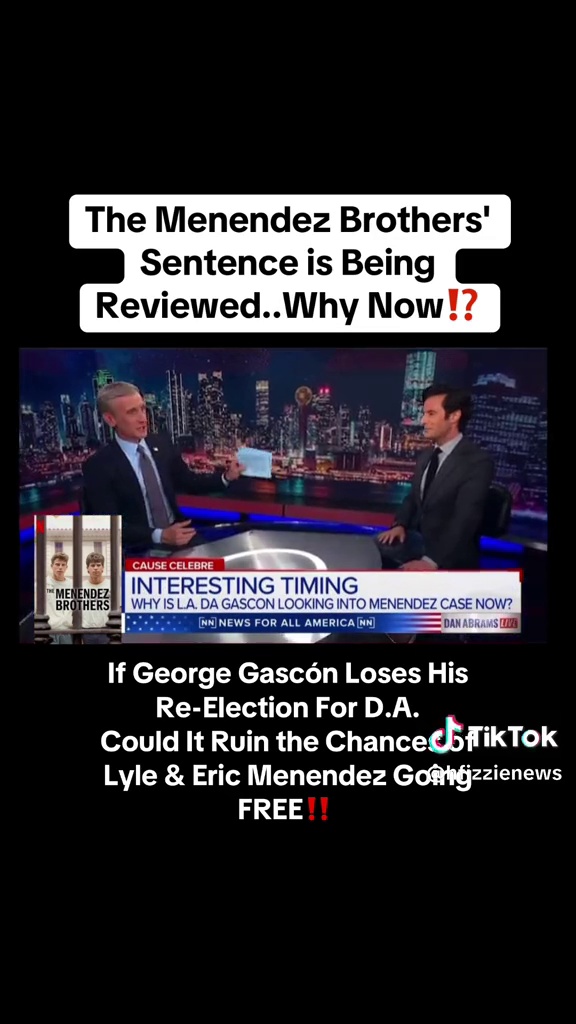 The Menendez Brothers'
Sentence is Being
Reviewed..Why Now⁉️
THE MENENDEZ
BROTHERS
CAUSE CELEBRE
INTERESTING TIMING
WHY IS L.A. DA GASCON LOOKING INTO MENENDEZ CASE NOW?
NN NEWS FOR ALL AMERICA NN
DAN ABRAMS LIVE
If George Gascón Loses His
Re-Election For D.A.
Could It Ruin the Chances of
Lyle & Eric Menendez Going
FREE‼️
TikTok